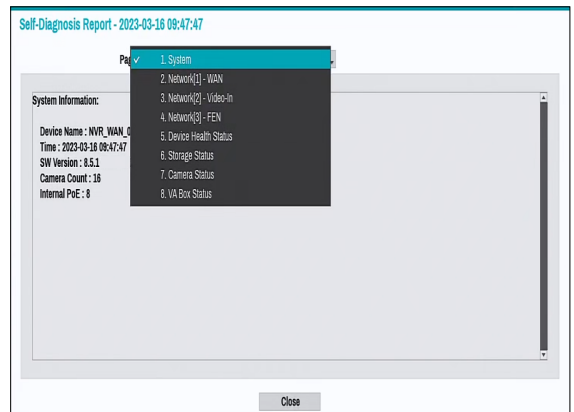 Self-Diagnosis Report - 2023-03-16 09:47:47
1. System
2. Network[1] - WAN
3. Network[2] - Video-In
4. Network[3] - FEN
5. Device Health Status
6. Storage Status
7. Camera Status
8. VA Box Status
System Information:
Device Name : NVR_WAN_0
Time : 2023-03-16 09:47:47
SW Version : 8.5.1
Camera Count : 16
Internal PoE : 8
Close